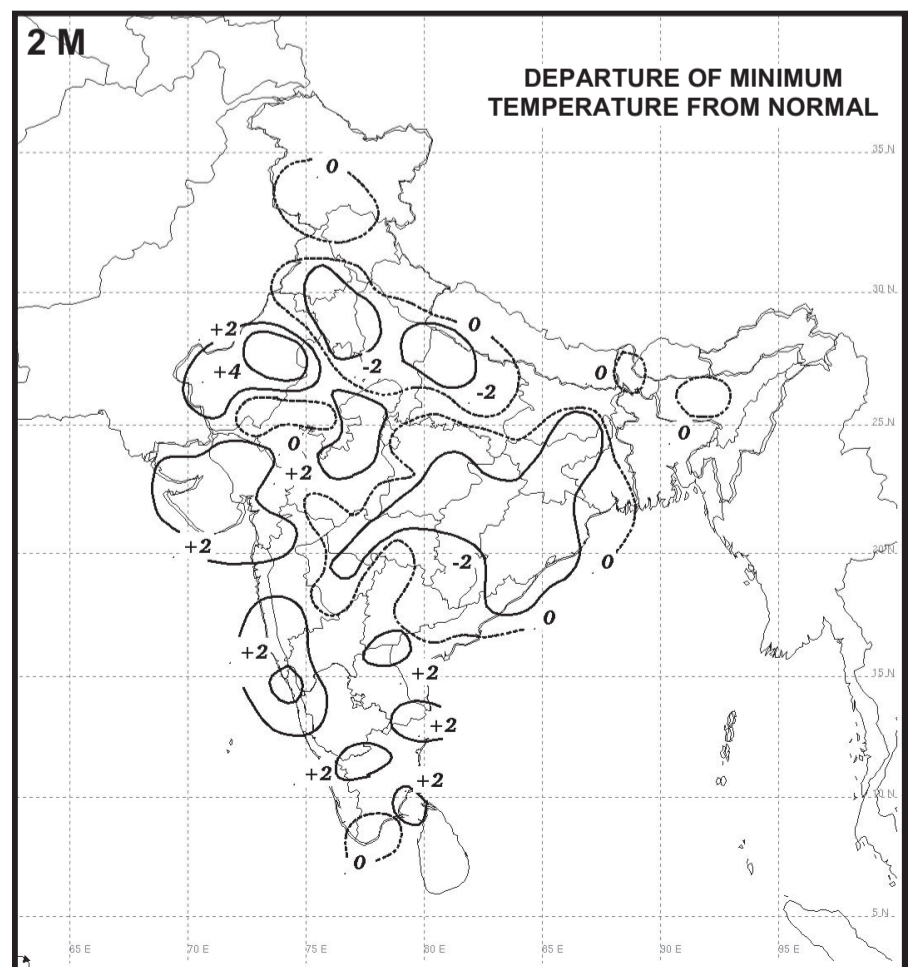 2 M
DEPARTURE OF MINIMUM
TEMPERATURE FROM NORMAL
35 N
0
30 N
+2
0
+4
-2
0
-2
25 N
0
0
+2
+2
-2
20 N
0
0
+2
+2
15 N
+2
+2
+2
10 N
0
5 N
65 E
70 E
75 E
80 E
85 E
90 E
95 E